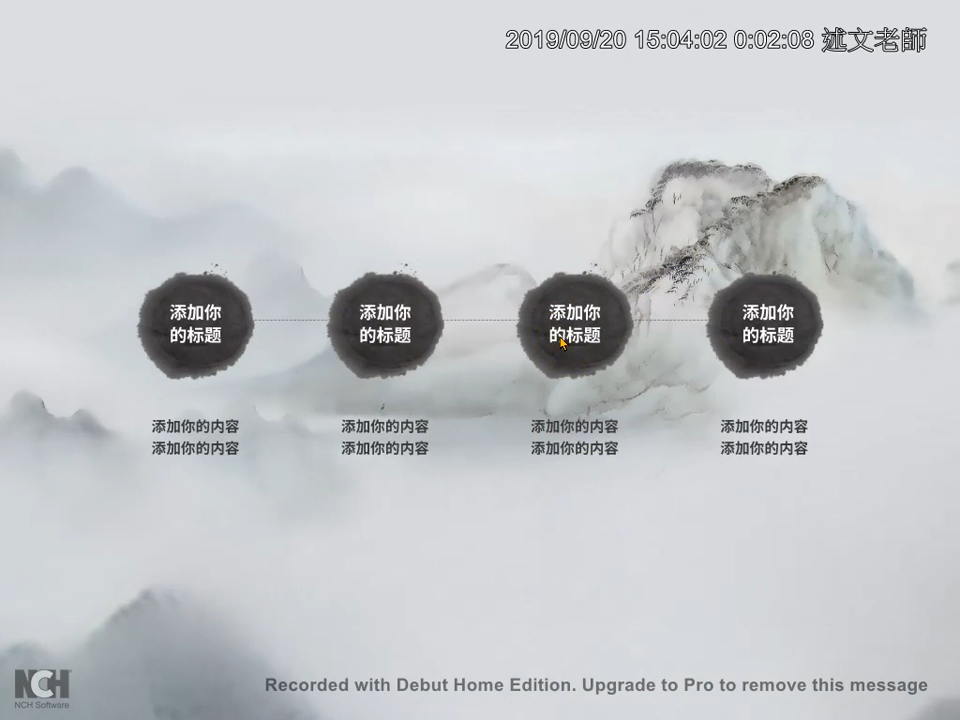 2019/09/20 15:04:02 0:02:08 述文老師
添加你
的标题
添加你
的标题
添加你
的标题
添加你
的标题
添加你的内容
添加你的内容
添加你的内容
添加你的内容
添加你的内容
添加你的内容
添加你的内容
添加你的内容
NCH
NCH Software
Recorded with Debut Home Edition. Upgrade to Pro to remove this message